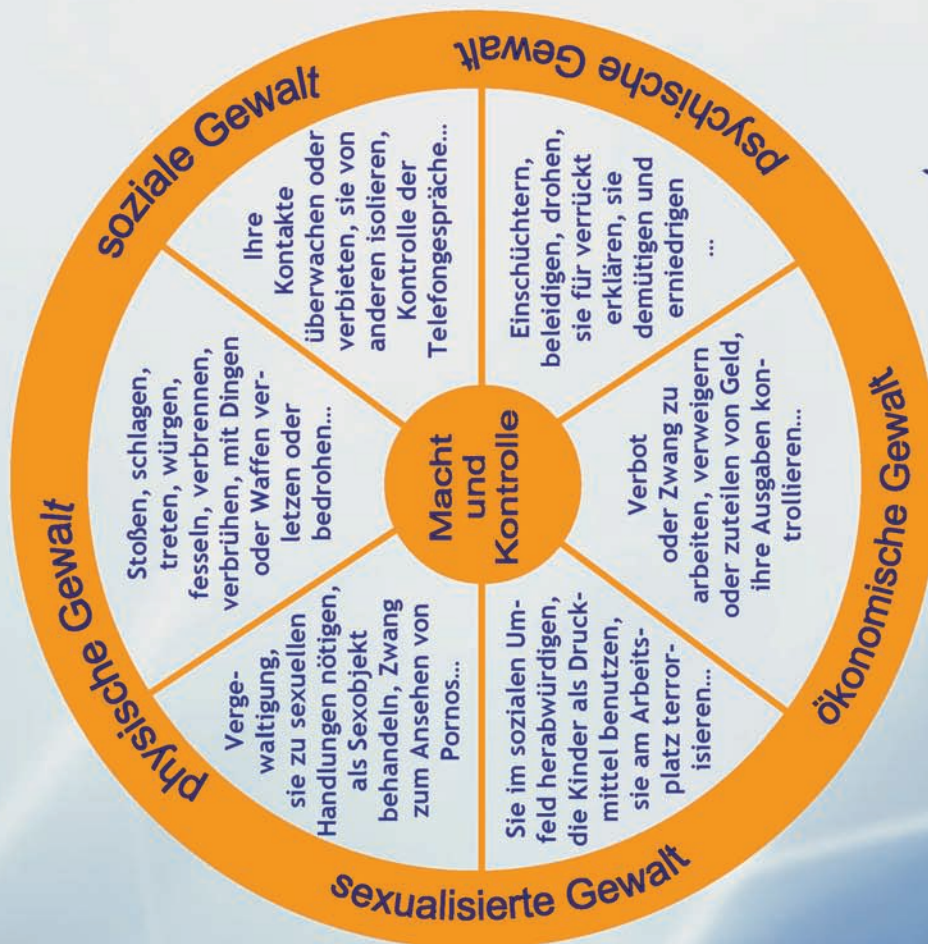 physische Gewalt
Stoßen, schlagen,
treten, würgen,
fesseln, verbrennen,
verbrühen, mit Dingen
oder Waffen ver-
letzen oder
bedrohen...
soziale Gewalt
Ihre
Kontakte
überwachen oder
verbieten, sie von
anderen isolieren,
Kontrolle der
Telefongespräche...
psychische Gewalt
Einschüchtern,
beleidigen, drohen,
sie für verrückt
erklären, sie
demütigen und
erniedrigen
...
ökonomische Gewalt
Verbot
oder Zwang zu
arbeiten, verweigern
oder zuteilen von Geld,
ihre Ausgaben kon-
trollieren...
sexualisierte Gewalt
Sie im sozialen Um-
feld herabwürdigen,
die Kinder als Druck-
mittel benutzen,
sie am Arbeits-
platz terror-
isieren...
Verge-
waltigung,
sie zu sexuellen
Handlungen nötigen,
als Sexobjekt
behandeln, Zwang
zum Ansehen von
Pornos...
Macht
und
Kontrolle